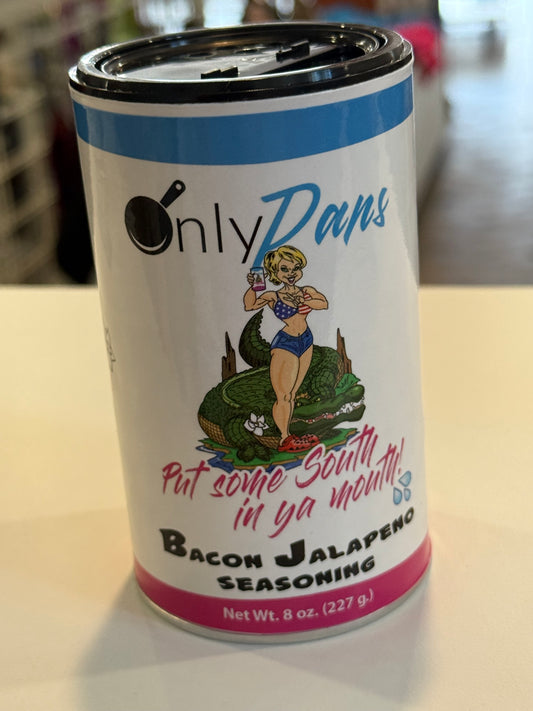 OnlyPans
Put some South
in ya mouth!
BACON JALAPENO
SEASONING
Net Wt. 8 oz. (227 g.)